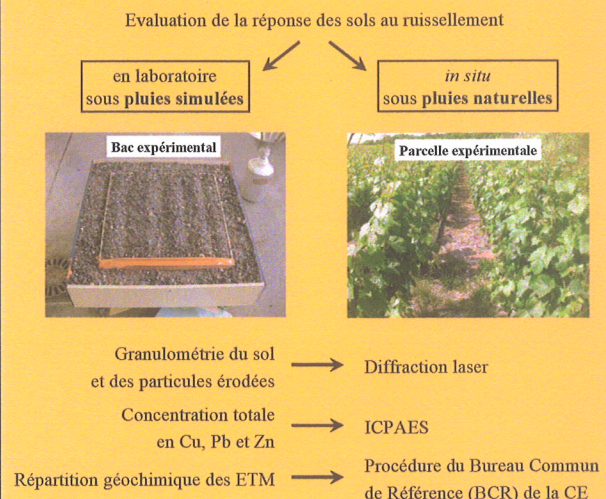 Evaluation de la réponse des sols au ruissellement
en laboratoire
sous pluies simulées
in situ
sous pluies naturelles
Bac expérimental
Parcelle expérimentale
Granulométrie du sol
et des particules érodées
Diffraction laser
Concentration totale
en Cu, Pb et Zn
ICPAES
Répartition géochimique des ETM
Procédure du Bureau Commun
de Référence (BCR) de la CE